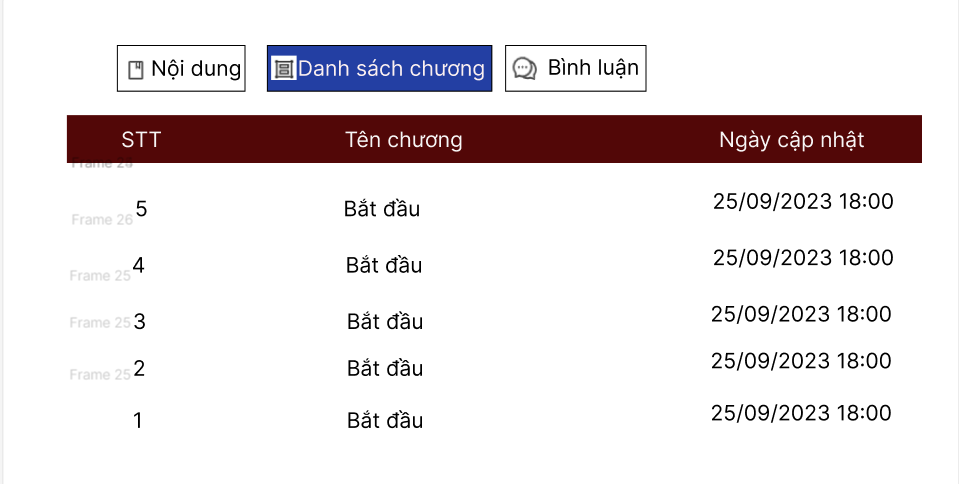 Nội dung Danh sách chương Bình luận
STT Tên chương Ngày cập nhật
5 Bắt đầu 25/09/2023 18:00
Frame 26
4 Bắt đầu 25/09/2023 18:00
Frame 25
Frame 25 3 Bắt đầu 25/09/2023 18:00
Frame 25 2 Bắt đầu 25/09/2023 18:00
1 Bắt đầu 25/09/2023 18:00